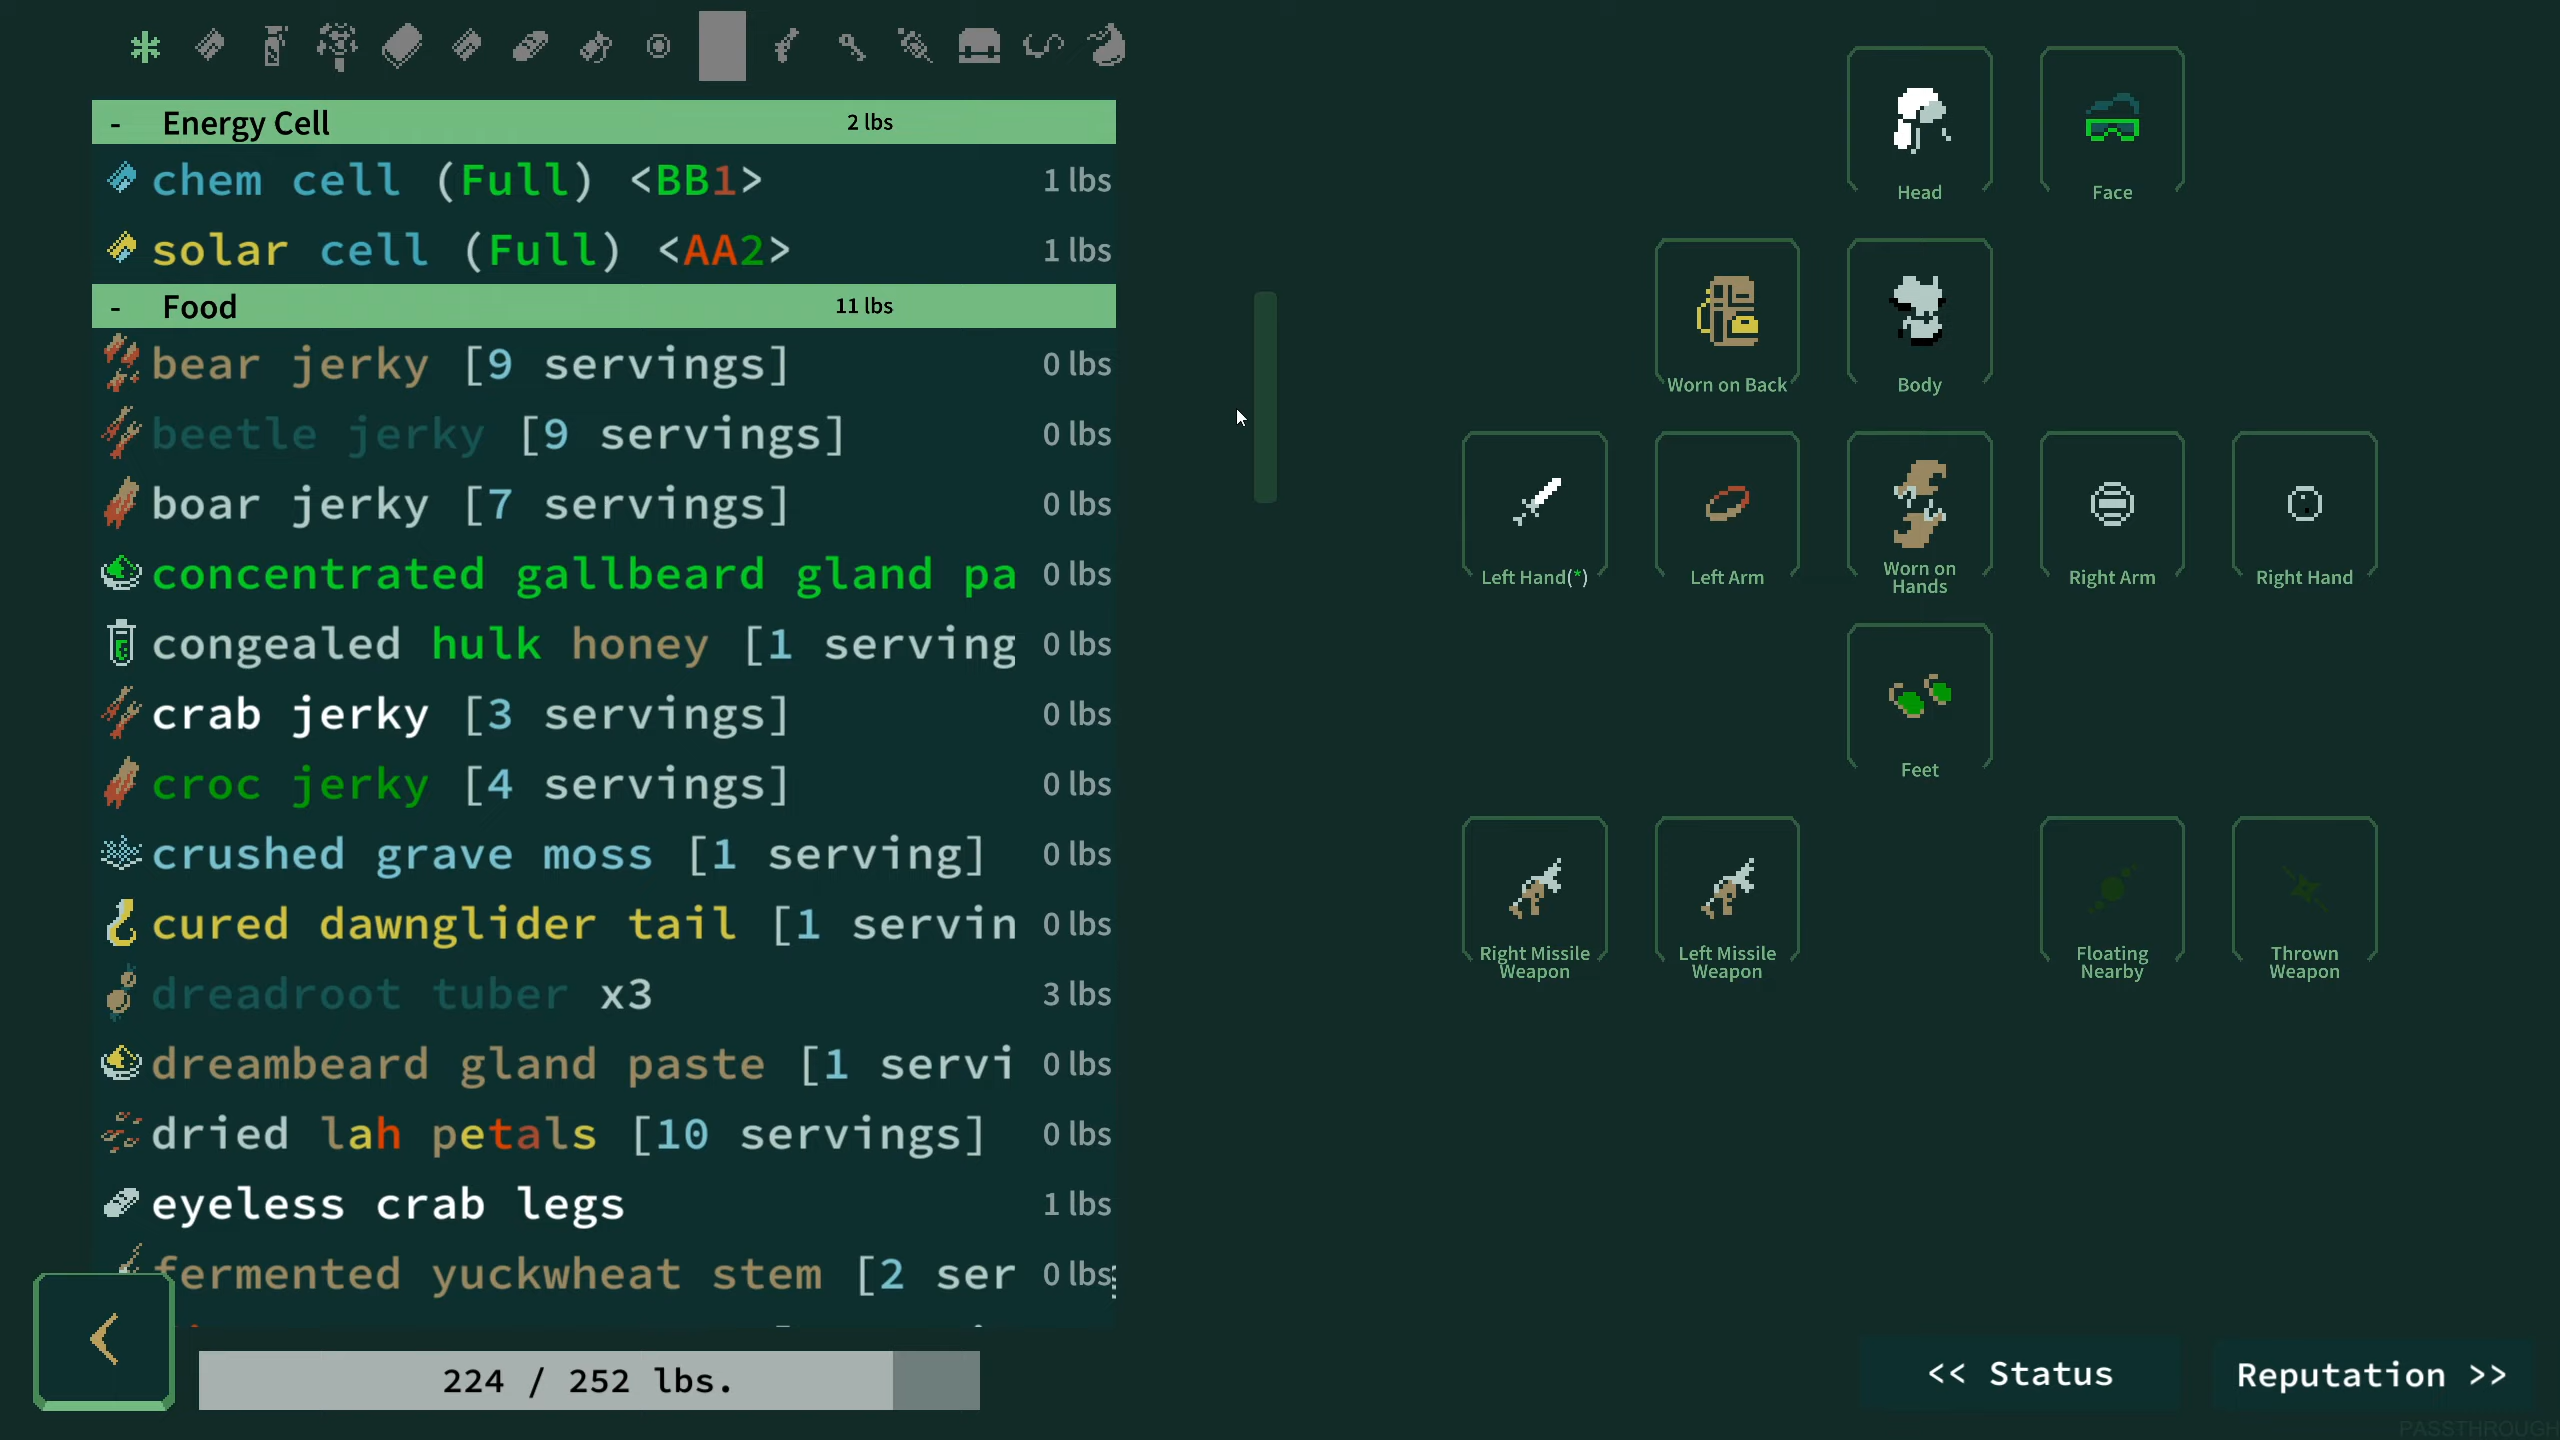 - Energy Cell 2 lbs
chem cell (Full) <BB1> 1 lbs
solar cell (Full) <AA2> 1 lbs
- Food 11 lbs
bear jerky [9 servings] 0 lbs
beetle jerky [9 servings] 0 lbs
boar jerky [7 servings] 0 lbs
concentrated gallbeard gland pa 0 lbs
congealed hulk honey [1 serving 0 lbs
crab jerky [3 servings] 0 lbs
croc jerky [4 servings] 0 lbs
crushed grave moss [1 serving] 0 lbs
cured dawnglider tail [1 servin 0 lbs
dreadroot tuber x3 3 lbs
dreambeard gland paste [1 servi 0 lbs
dried lah petals [10 servings] 0 lbs
eyeless crab legs 1 lbs
fermented yuckwheat stem [2 ser 0 lbs
224 / 252 lbs.
Head
Face
Worn on Back
Body
Left Hand(*)
Left Arm
Worn on
Hands
Right Arm
Right Hand
Feet
Right Missile
Weapon
Left Missile
Weapon
Floating
Nearby
Thrown
Weapon
<< Status
Reputation >>
PASSTHROUGH